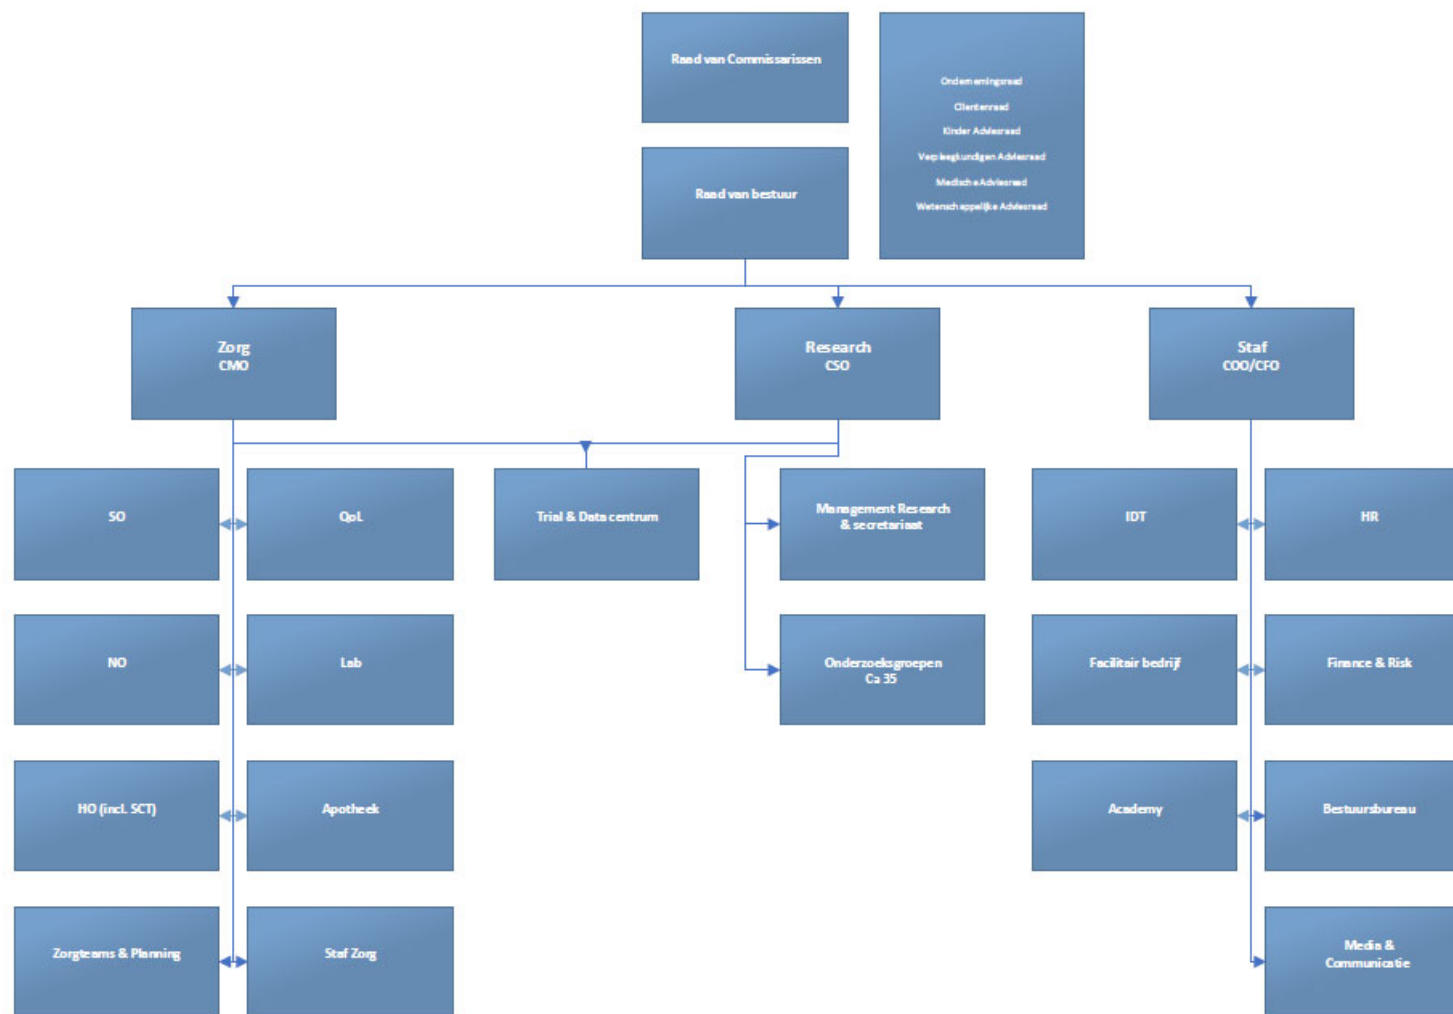 Raad van Commissarissen
Ondernemingsraad
Clientenraad
Kinder Adviesraad
Verpleegkundigen Adviesraad
Medische Adviesraad
Wetenschappelijke Adviesraad
Raad van bestuur
Zorg
CMO
Research
CSO
Staf
COO/CFO
SO
QoL
Trial & Data centrum
Management Research
& secretariaat
IDT
HR
NO
Lab
Onderzoeksgroepen
Ca 35
Facilitair bedrijf
Finance & Risk
HO (incl. SCT)
Apotheek
Academy
Bestuursbureau
Zorgteams & Planning
Staf Zorg
Media &
Communicatie